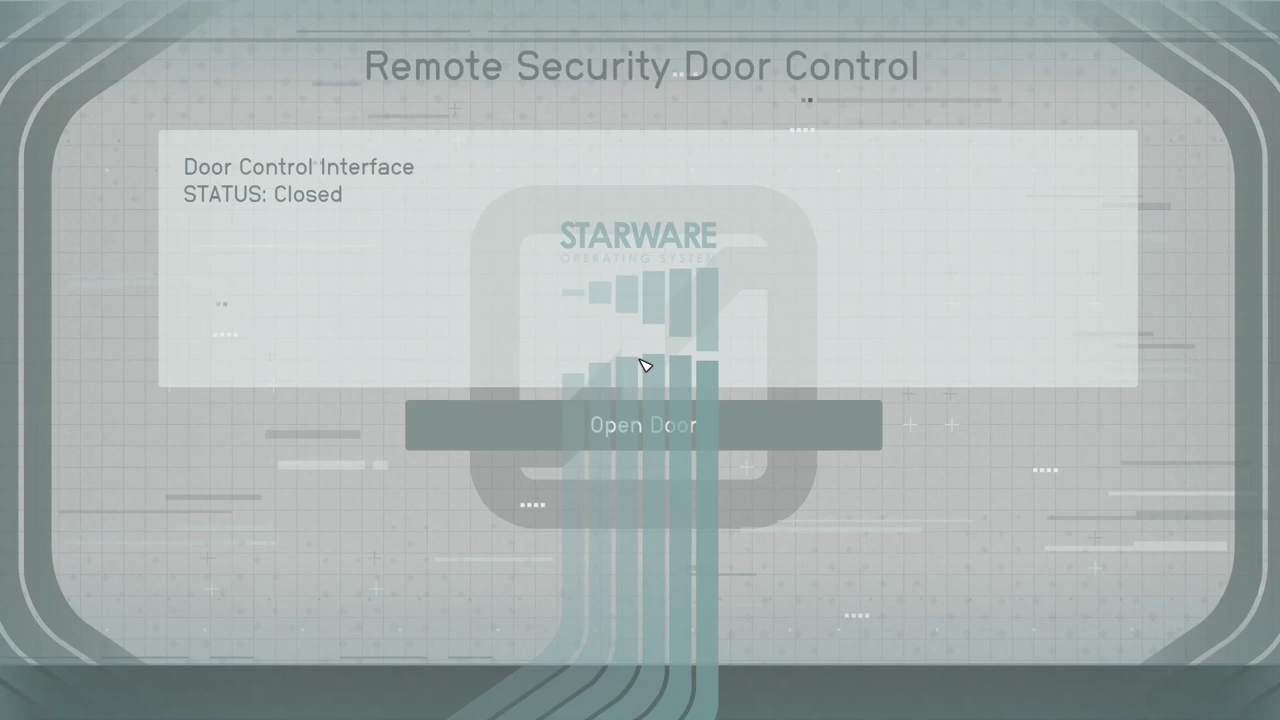 Remote Security Door Control
Door Control Interface
STATUS: Closed
STARWARE
OPERATING SYSTEM
Open Door